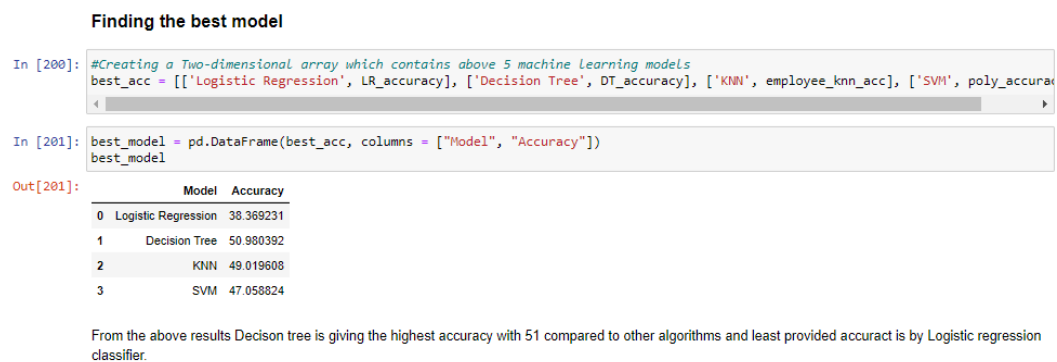 Finding the best model
In [200]: #Creating a Two-dimensional array which contains above 5 machine learning models
best_acc = [['Logistic Regression', LR_accuracy], ['Decision Tree', DT_accuracy], ['KNN', employee_knn_acc], ['SVM', poly_accurac
In [201]: best_model = pd.DataFrame(best_acc, columns = ["Model", "Accuracy"])
best_model
Out[201]:
Model Accuracy
0 Logistic Regression 38.369231
1 Decision Tree 50.980392
2 KNN 49.019608
3 SVM 47.058824
From the above results Decison tree is giving the highest accuracy with 51 compared to other algorithms and least provided accuract is by Logistic regression
classifier.